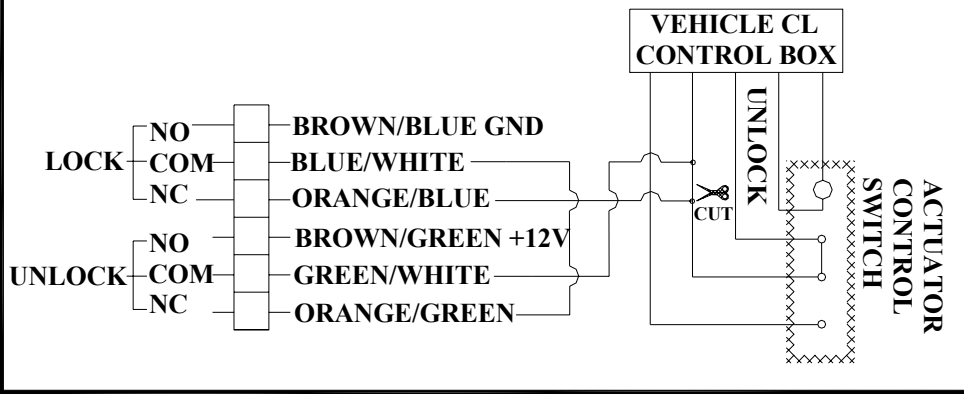 VEHICLE CL
CONTROL BOX
UNLOCK
NO
BROWN/BLUE GND
LOCK
COM
BLUE/WHITE
NC
ORANGE/BLUE
CUT
NO
BROWN/GREEN +12V
UNLOCK
COM
GREEN/WHITE
NC
ORANGE/GREEN
ACTUATOR
CONTROL
SWITCH